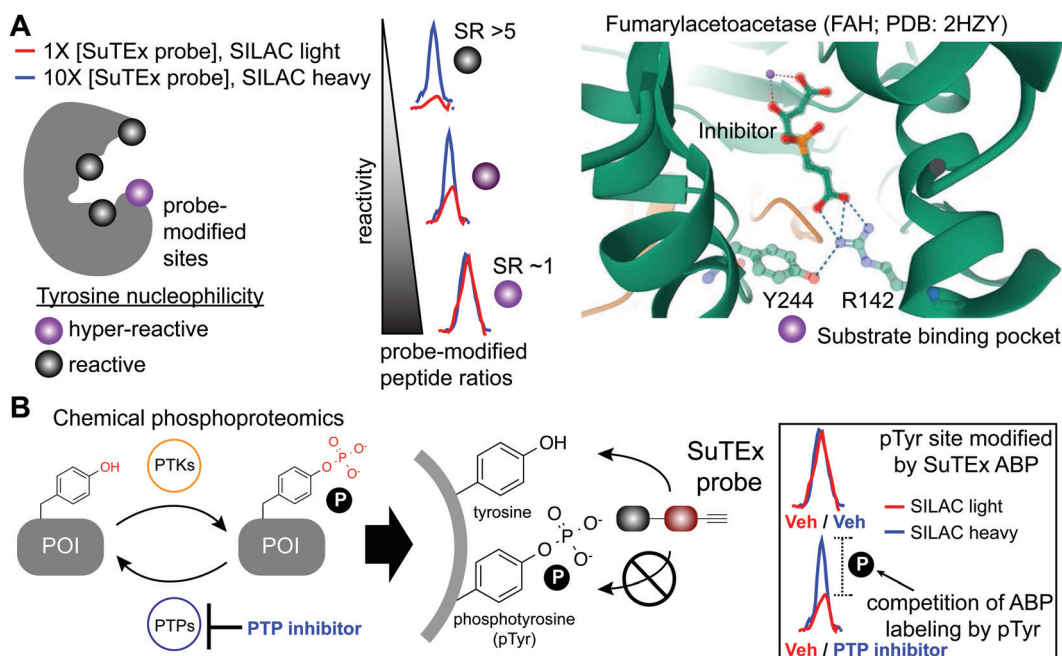 A
1X [SuTEx probe], SILAC light
10X [SuTEx probe], SILAC heavy
probe-
modified
sites
Tyrosine nucleophilicity
hyper-reactive
reactive
reactivity
SR >5
SR ~1
probe-modified
peptide ratios
Fumarylacetoacetase (FAH; PDB: 2HZY)
Inhibitor
Y244
R142
Substrate binding pocket
B
Chemical phosphoproteomics
OH
POI
PTKs
O
O-
P
O
O-
P
POI
PTPs
PTP inhibitor
OH
tyrosine
O
O-
P
O
O-
P
phosphotyrosine
(pTyr)
SuTEx
probe
pTyr site modified
by SuTEx ABP
SILAC light
SILAC heavy
Veh / Veh
P
competition of ABP
labeling by pTyr
Veh / PTP inhibitor